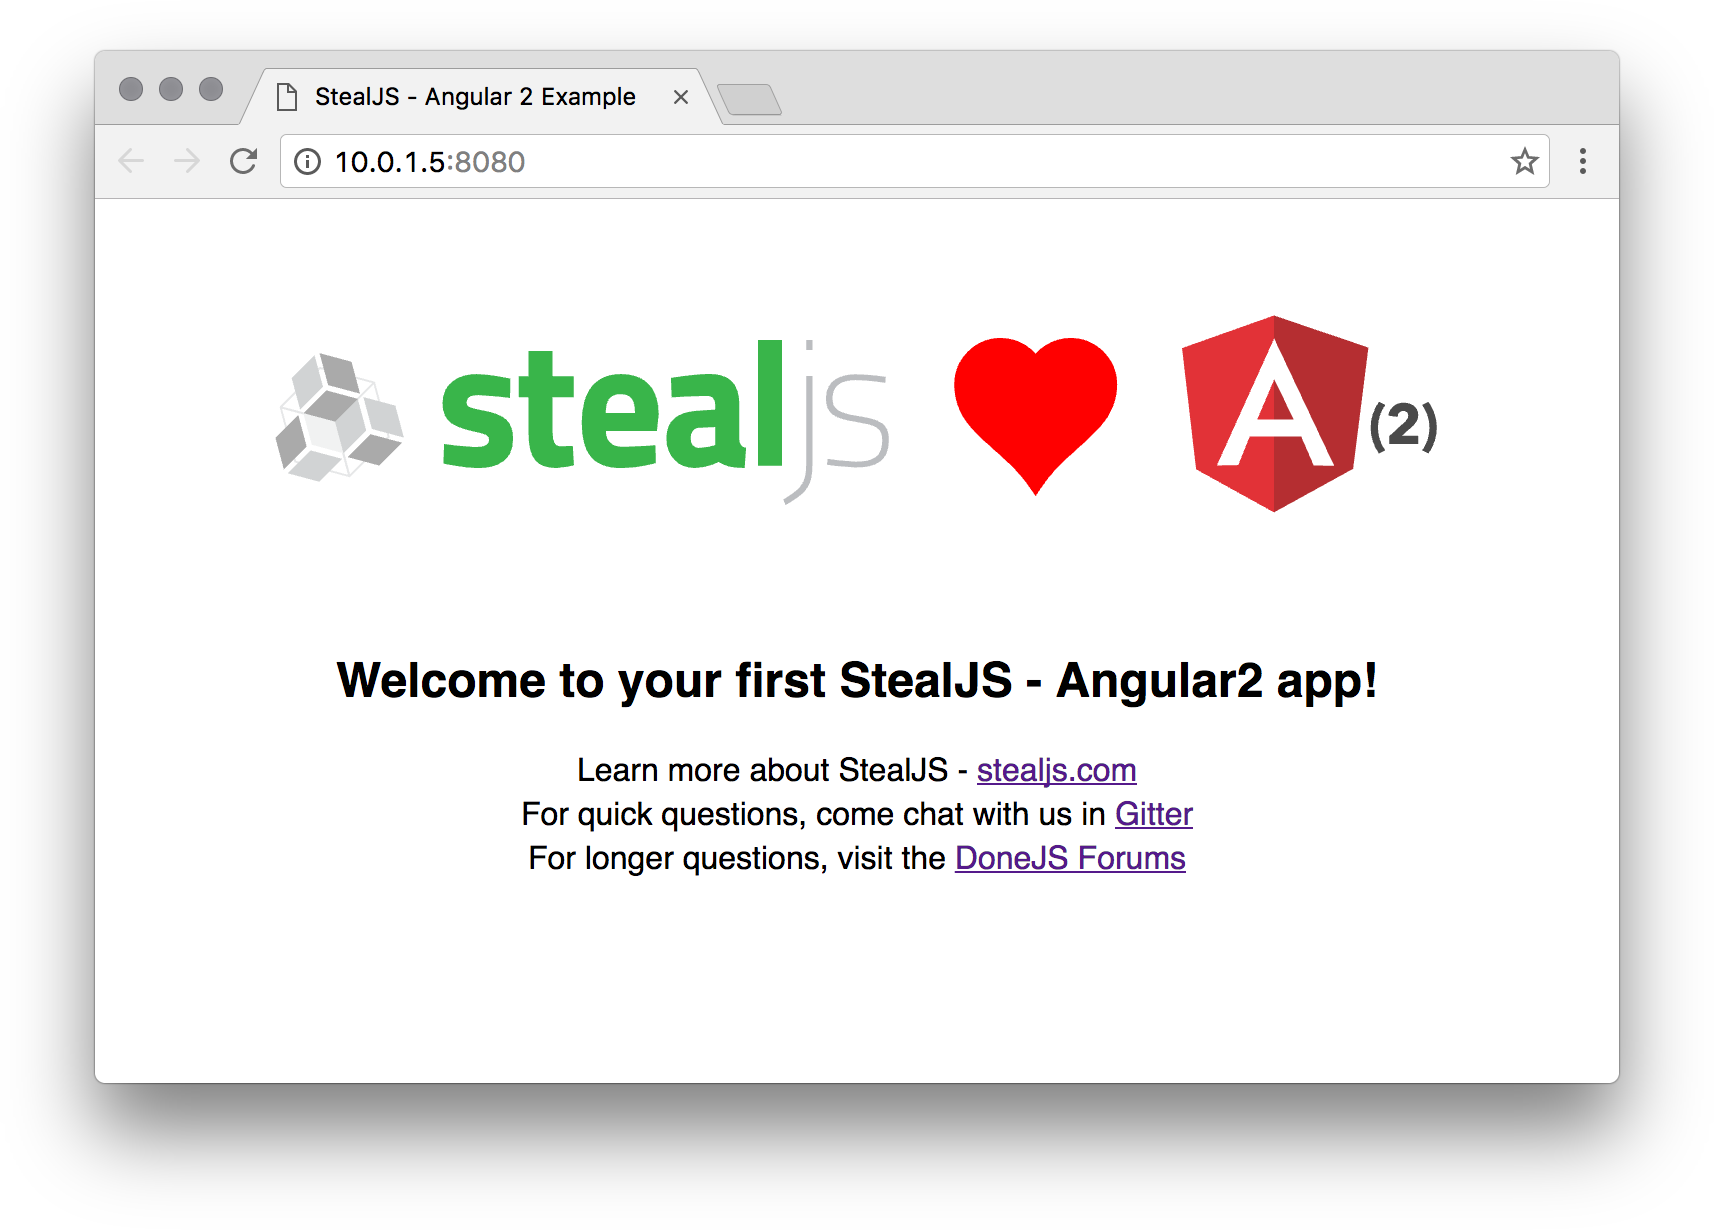 StealJS - Angular 2 Example
10.0.1.5:8080
stealjs A (2)
Welcome to your first StealJS - Angular2 app!
Learn more about StealJS - stealjs.com
For quick questions, come chat with us in Gitter
For longer questions, visit the DoneJS Forums